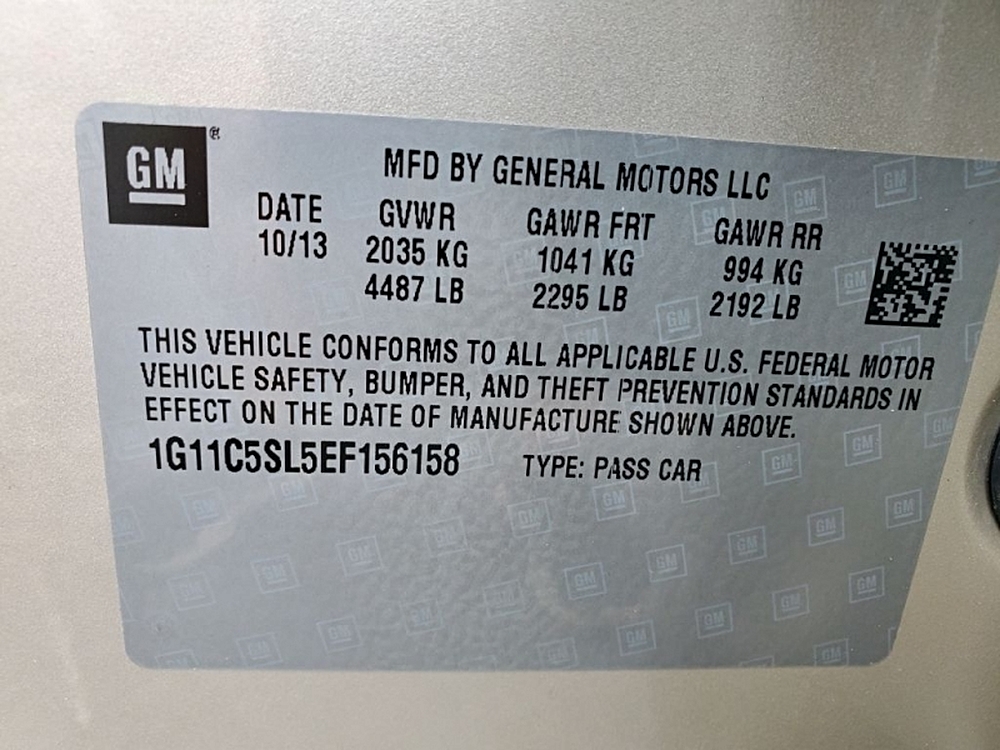 GM®
MFD BY GENERAL MOTORS LLC
DATE GVWR GAWR FRT GAWR RR
10/13 2035 KG 1041 KG 994 KG
4487 LB 2295 LB 2192 LB
THIS VEHICLE CONFORMS TO ALL APPLICABLE U.S. FEDERAL MOTOR
VEHICLE SAFETY, BUMPER, AND THEFT PREVENTION STANDARDS IN
EFFECT ON THE DATE OF MANUFACTURE SHOWN ABOVE.
1G11C5SL5EF156158 TYPE: PASS CAR